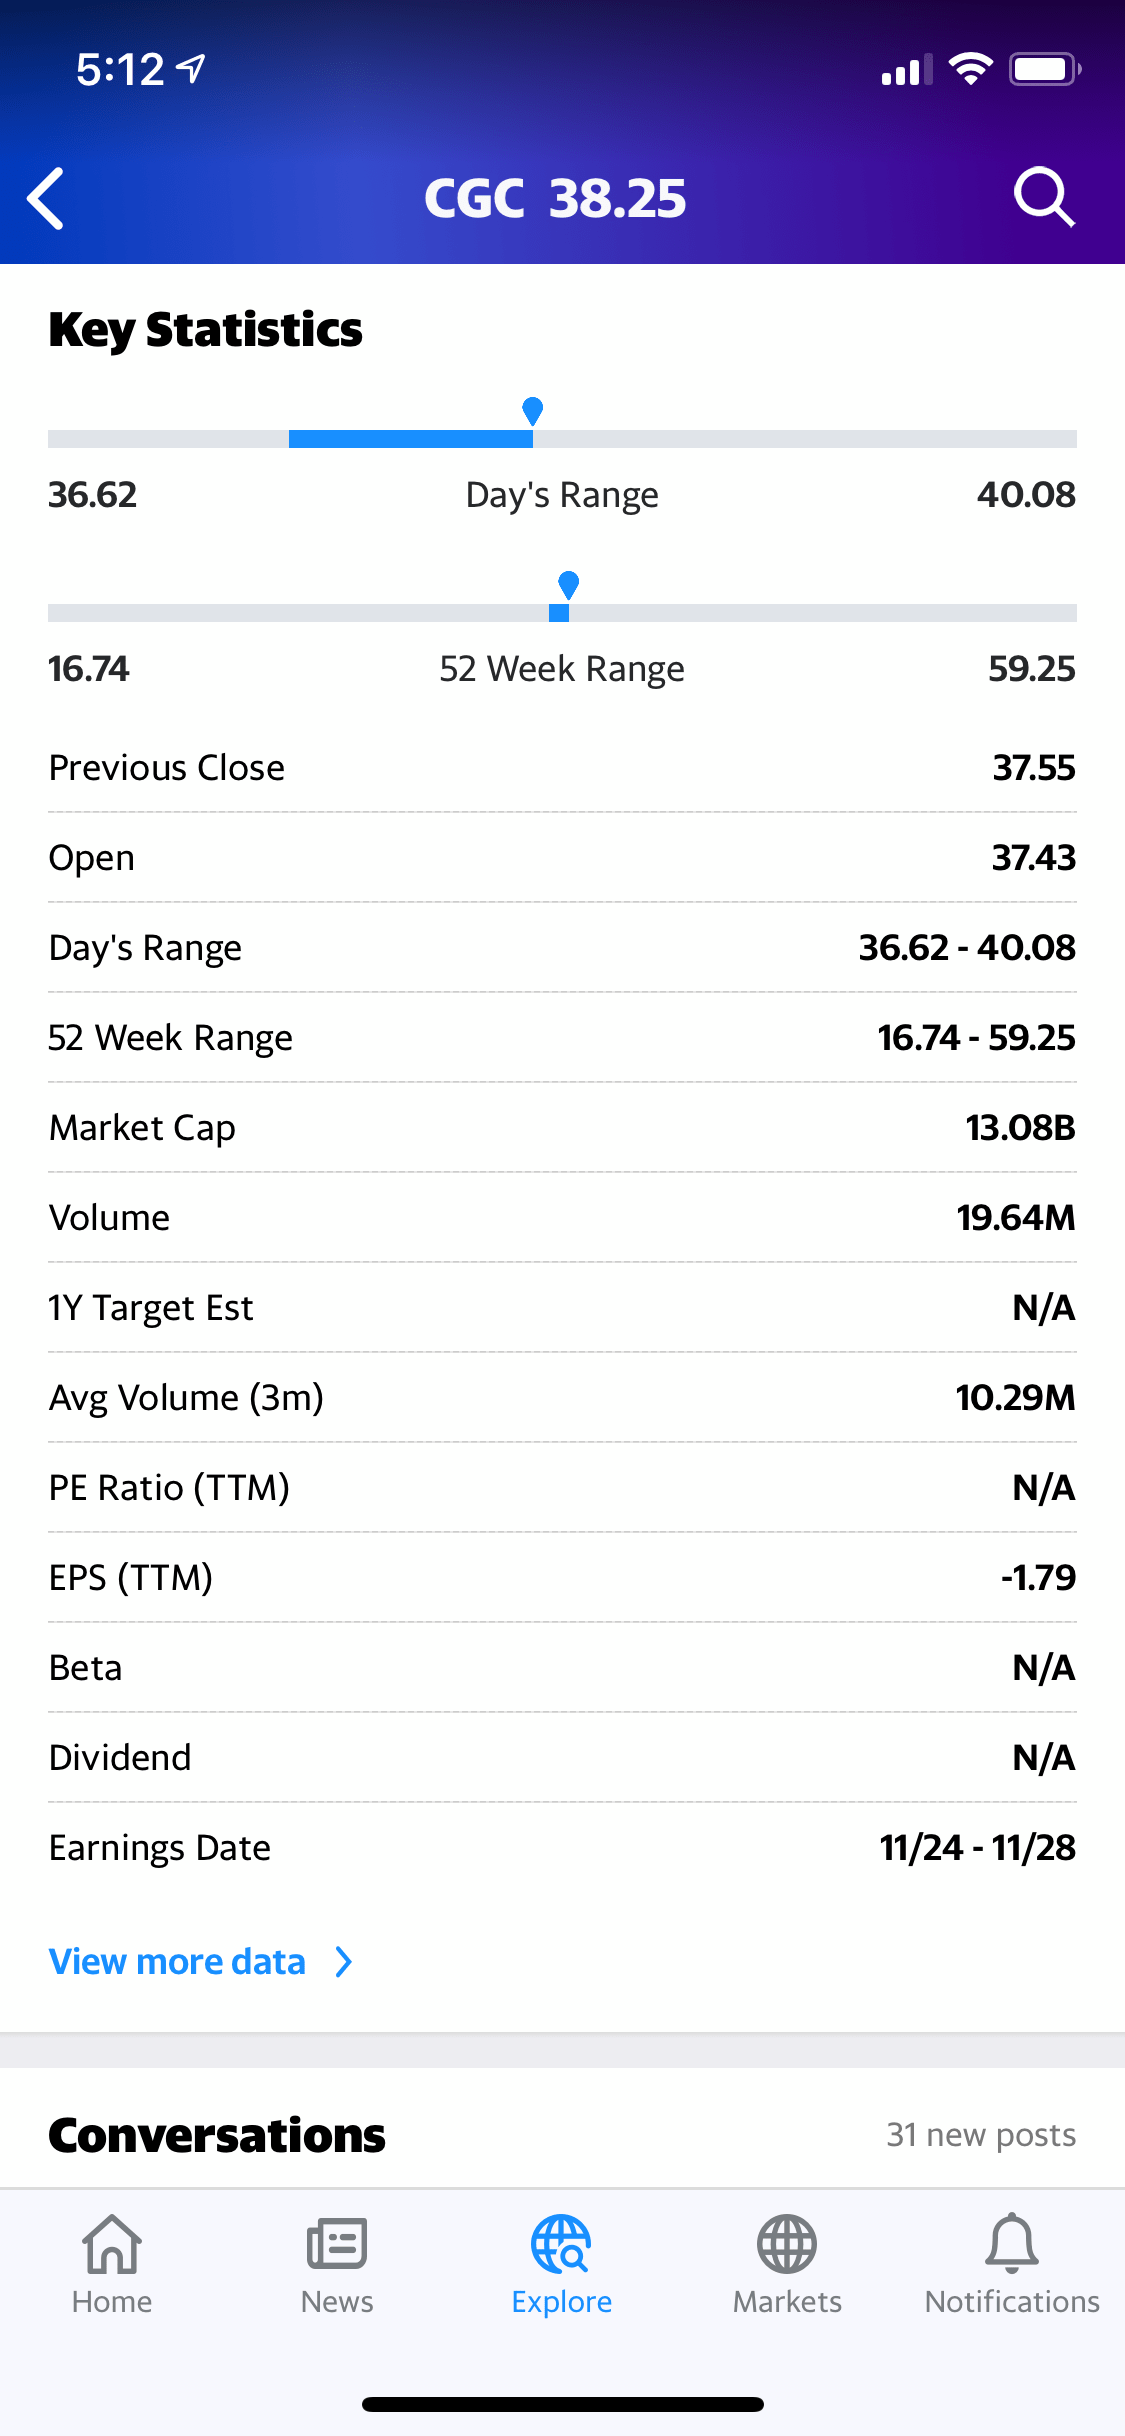 5:12
CGC 38.25
Key Statistics
36.62 Day's Range 40.08
16.74 52 Week Range 59.25
Previous Close 37.55
Open 37.43
Day's Range 36.62 - 40.08
52 Week Range 16.74 - 59.25
Market Cap 13.08B
Volume 19.64M
1Y Target Est N/A
Avg Volume (3m) 10.29M
PE Ratio (TTM) N/A
EPS (TTM) -1.79
Beta N/A
Dividend N/A
Earnings Date 11/24 - 11/28
View more data
Conversations 31 new posts
Home News Explore Markets Notifications